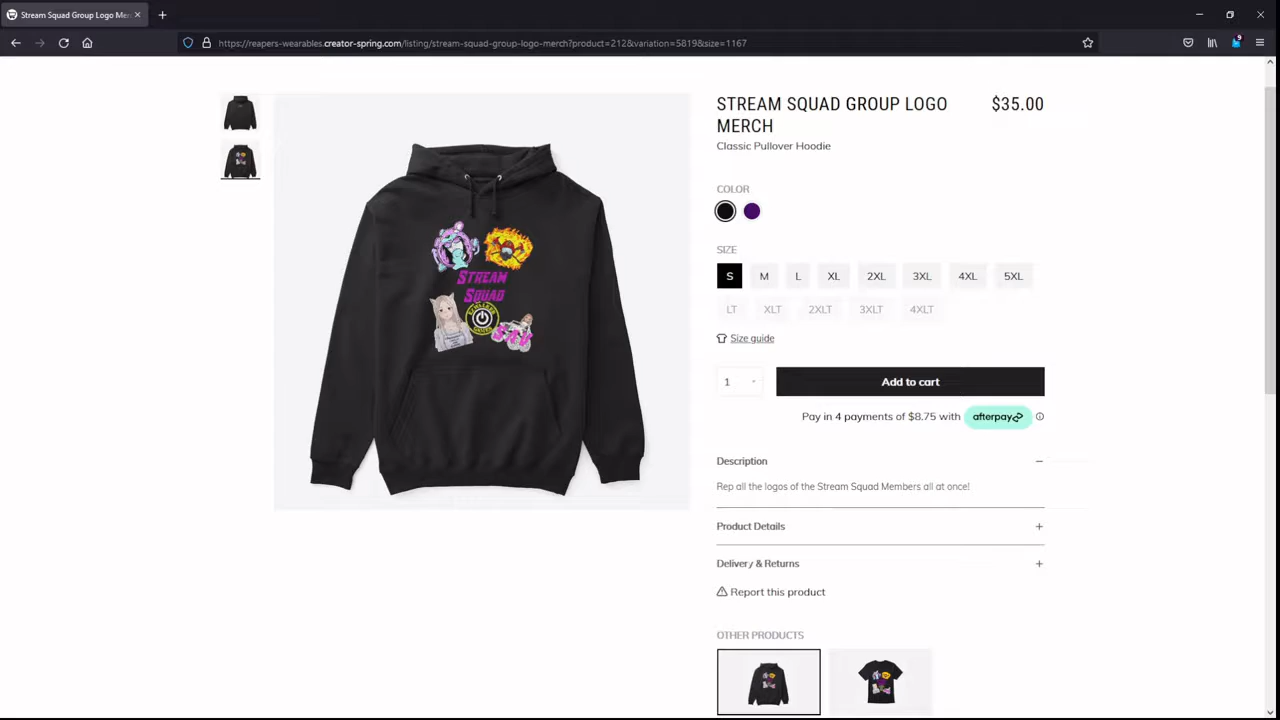 Stream Squad Group Logo Mer
https://reapers-wearables.creator-spring.com/listing/stream-squad-group-logo-merch?product=212&variation=5819&size=1167
9
STREAM SQUAD GROUP LOGO $35.00
MERCH
Classic Pullover Hoodie
COLOR
SIZE
S M L XL 2XL 3XL 4XL 5XL
LT XLT 2XLT 3XLT 4XLT
Size guide
1 Add to cart
Pay in 4 payments of $8.75 with afterpay
Description
Rep all the logos of the Stream Squad Members all at once!
Product Details
Delivery & Returns
Report this product
OTHER PRODUCTS
STREAM
SQUAD